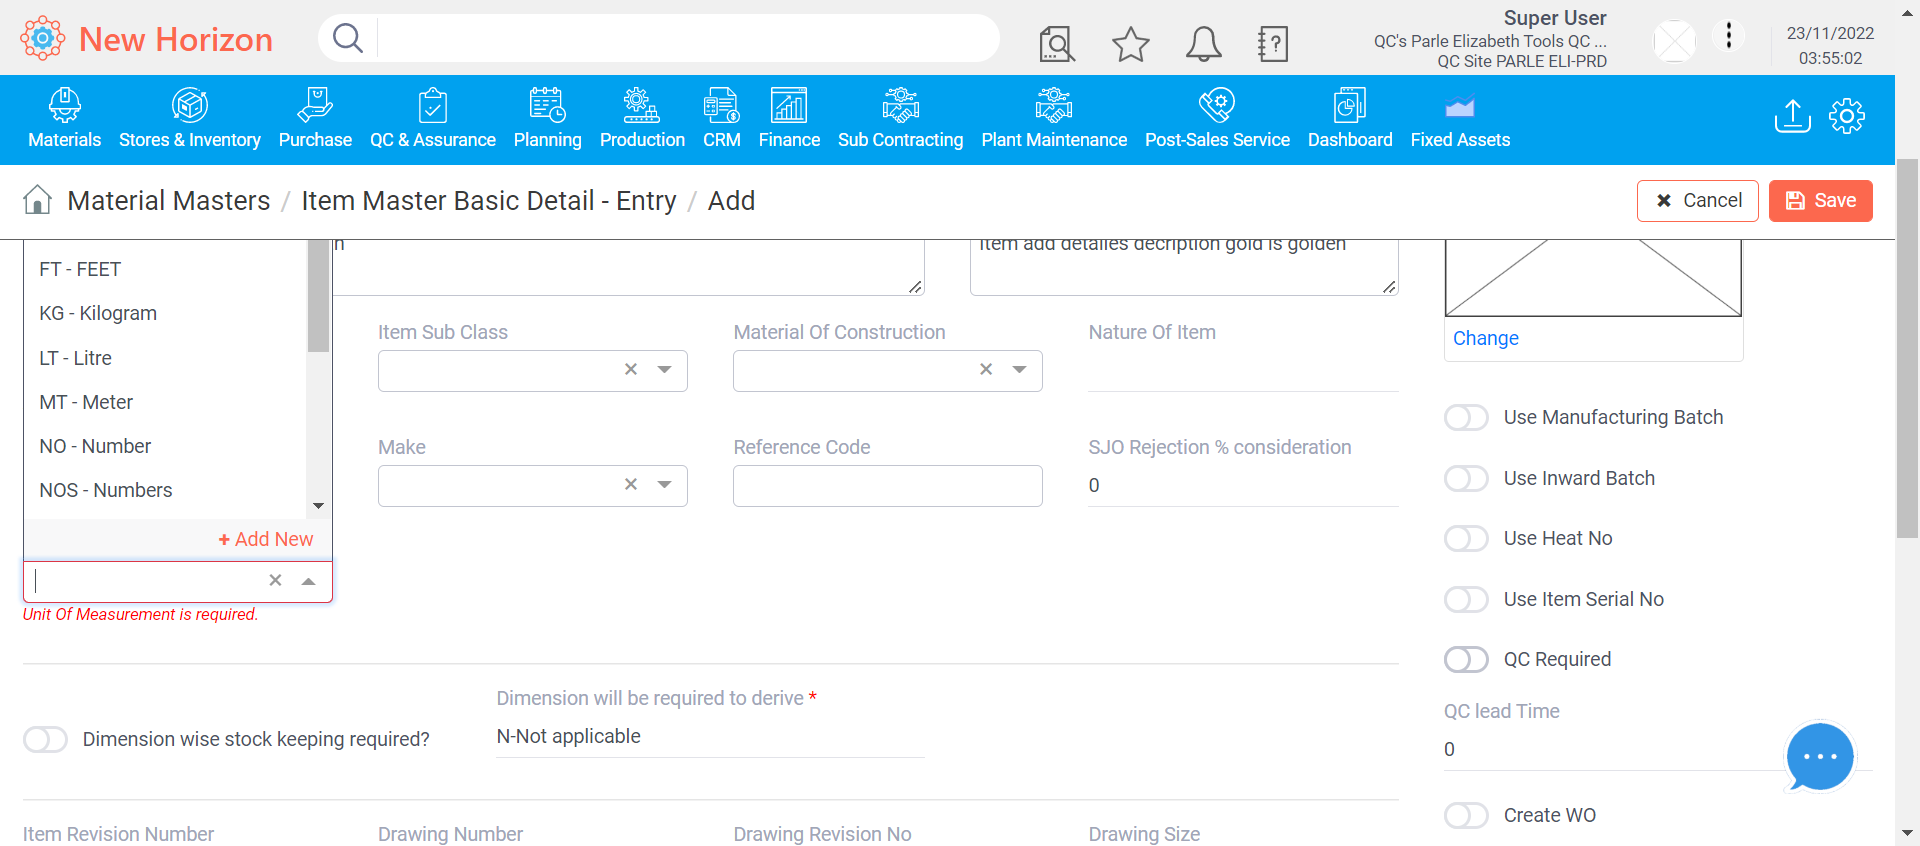 New Horizon
Super User
QC's Parle Elizabeth Tools QC ...
QC Site PARLE ELI-PRD
23/11/2022
03:55:02
Materials
Stores & Inventory
Purchase
QC & Assurance
Planning
Production
CRM
Finance
Sub Contracting
Plant Maintenance
Post-Sales Service
Dashboard
Fixed Assets
Material Masters / Item Master Basic Detail - Entry / Add
Cancel
Save
n
Item add detailes decription gold is golden
FT - FEET
KG - Kilogram
LT - Litre
MT - Meter
NO - Number
NOS - Numbers
+ Add New
Unit Of Measurement is required.
Item Sub Class
Material Of Construction
Nature Of Item
Make
Reference Code
SJO Rejection % consideration
0
Change
Use Manufacturing Batch
Use Inward Batch
Use Heat No
Use Item Serial No
QC Required
QC lead Time
0
Create WO
Dimension wise stock keeping required?
Dimension will be required to derive *
N-Not applicable
Item Revision Number
Drawing Number
Drawing Revision No
Drawing Size